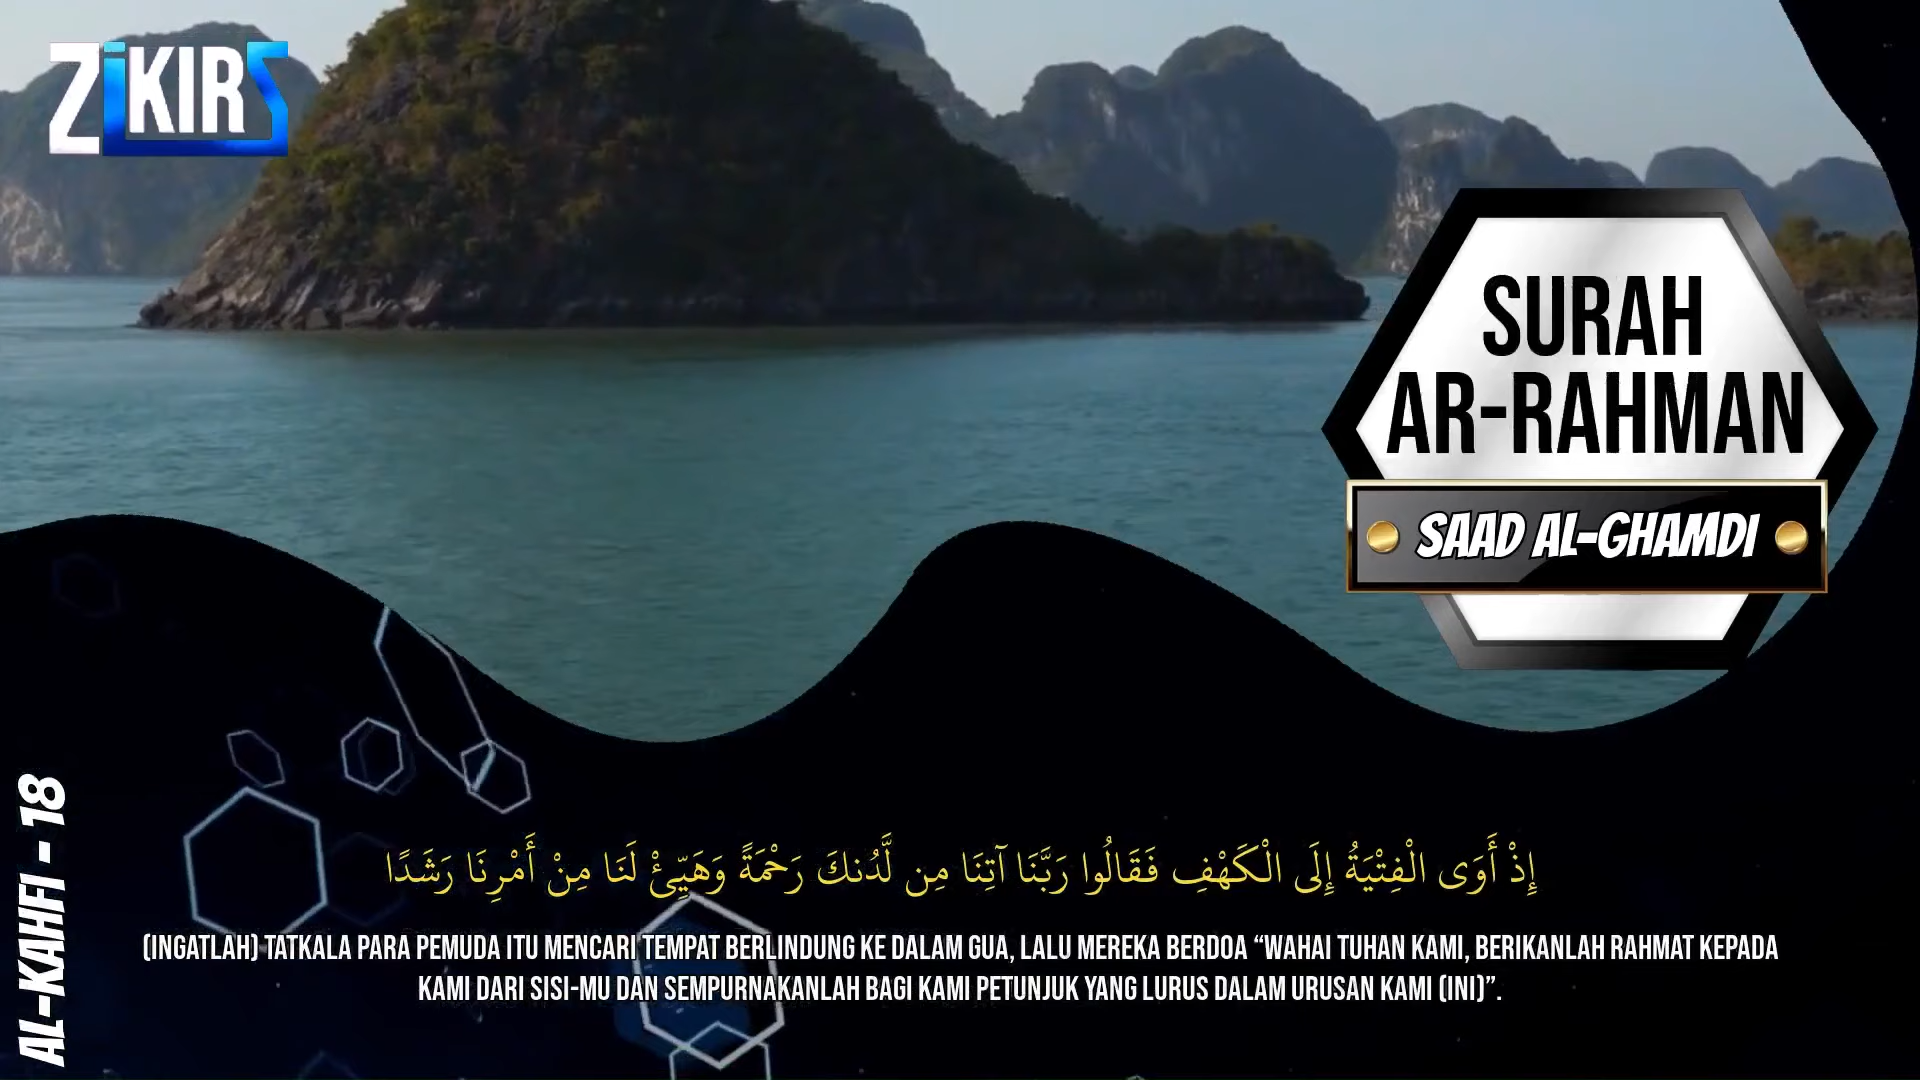 ZIKIRS
SURAH
AR-RAHMAN
SAAD AL-GHAMDI
AL-KAHFI - 18
إِذْ أَوَى الْفِتْيَةُ إِلَى الْكَهْفِ فَقَالُوا رَبَّنَا آتِنَا مِن لَّدُنكَ رَحْمَةً وَهَيِّئْ لَنَا مِنْ أَمْرِنَا رَشَدًا
(INGATLAH) TATKALA PARA PEMUDA ITU MENCARI TEMPAT BERLINDUNG KE DALAM GUA, LALU MEREKA BERDOA “WAHAI TUHAN KAMI, BERIKANLAH RAHMAT KEPADA
KAMI DARI SISI-MU DAN SEMPURNAKANLAH BAGI KAMI PETUNJUK YANG LURUS DALAM URUSAN KAMI (INI)”.